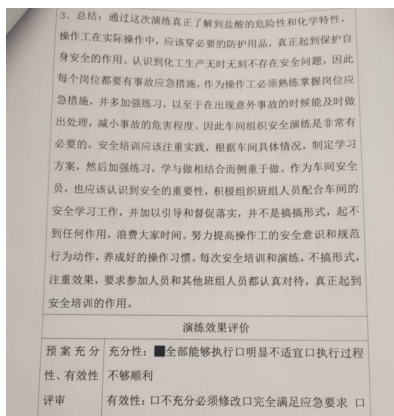 3、总结：通过这次演练真正了解到盐酸的危险性和化学特性，
操作工在实际操作中，应该穿必要的防护用品，真正起到保护自
身安全的作用。认识到化工生产无时无刻不存在安全问题，因此
每个岗位都要有事故应急措施，作为操作工必须熟练掌握岗位应
急措施，并多加强练习，以至于在出现意外事故的时候能及时做
出处理，减小事故的危害程度。因此车间组织安全演练是非常有
必要的，安全培训应该注重实践，根据车间具体情况，制定学习
方案，然后加强练习，学与做相结合而侧重于做。作为车间安全
员，也应该认识到安全的重要性，积极组织班组人员配合车间的
安全学习工作，并加以引导和督促落实，并不是搞搞形式，起不
到任何作用，浪费大家时间。努力提高操作工的安全意识和规范
行为动作，养成好的操作习惯。每次安全培训和演练，不搞形式，
注重效果，要求参加人员和其他班组人员都认真对待，真正起到
安全培训的作用。
演练效果评价
预案充分 充分性：■全部能够执行口明显不适宜口执行过程
性、有效性 不够顺利
评审 有效性：口不充分必须修改口完全满足应急要求 口